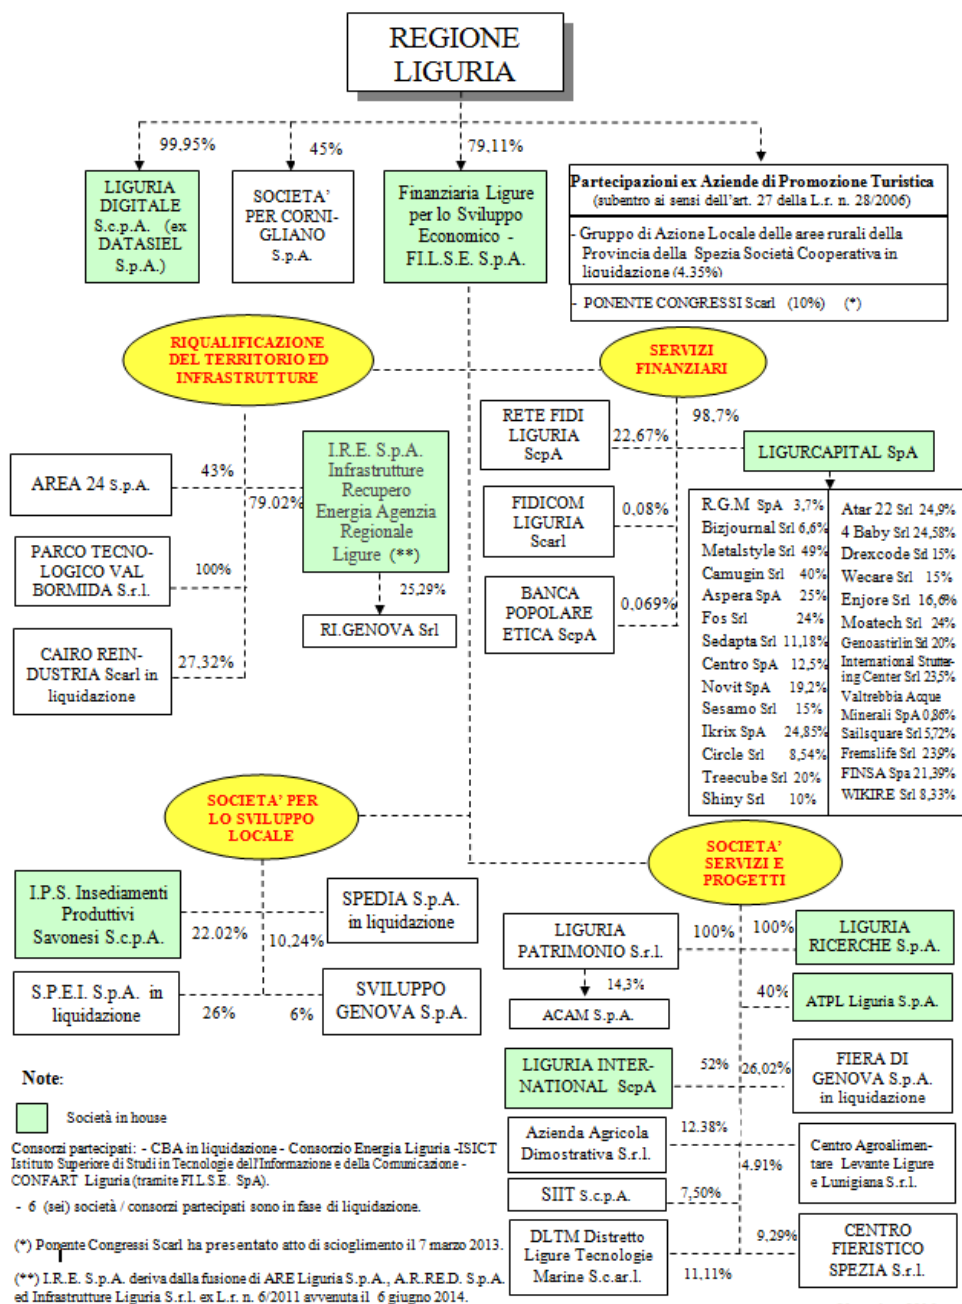 REGIONE
LIGURIA
99,95%
45%
79,11%
LIGURIA
DIGITALE
S.c.p.A. (ex
DATASIEL
S.p.A.)
SOCIETA'
PER CORNI-
GLIANO
S.p.A.
Finanziaria Ligure
per lo Sviluppo
Economico -
FI.L.S.E. S.p.A.
Partecipazioni ex Aziende di Promozione Turistica
(subentro ai sensi dell'art. 27 della L.r. n. 28/2006)
- Gruppo di Azione Locale delle aree rurali della
Provincia della Spezia Società Cooperativa in
liquidazione (4.35%)
- PONENTE CONGRESSI Scarl (10%) (*)
RIQUALIFICAZIONE
DEL TERRITORIO ED
INFRASTRUTTURE
SERVIZI
FINANZIARI
AREA 24 S.p.A.
43%
79.02%
I.R.E. S.p.A.
Infrastrutture
Recupero
Energia Agenzia
Regionale
Ligure (**)
PARCO TECNO-
LOGICO VAL
BORMIDA S.r.l.
100%
25,29%
RI.GENOVA Srl
CAIRO REIN-
DUSTRIA Scarl in
liquidazione
27,32%
RETE FIDI
LIGURIA
ScpA
22,67%
98,7%
LIGURCAPITAL SpA
FIDICOM
LIGURIA
Scarl
0,08%
BANCA
POPOLARE
ETICA ScpA
0,069%
R.G.M SpA 3,7%
Bizjournal Srl 6,6%
Metalstyle Srl 49%
Camugin Srl 40%
Aspera SpA 25%
Fos Srl 24%
Sedapta Srl 11,18%
Centro SpA 12,5%
Novit SpA 19,2%
Sesamo Srl 15%
Ikrix SpA 24,85%
Circle Srl 8,54%
Treecube Srl 20%
Shiny Srl 10%
Atar 22 Srl 24,9%
4 Baby Srl 24,58%
Drexcode Srl 15%
Wecare Srl 15%
Enjore Srl 16,6%
Moatech Srl 24%
Genoastirlin Srl 20%
International Stutter-
ing Center Srl 23,5%
Valtrebbia Acque
Minerali SpA 0,86%
Sailsquare Srl 5,72%
Fremslife Srl 23,9%
FINSA Spa 21,39%
WIKIRE Srl 8,33%
SOCIETA' PER
LO SVILUPPO
LOCALE
SOCIETA'
SERVIZI E
PROGETTI
I.P.S. Insediamenti
Produttivi
Savonesi S.c.p.A.
22.02%
10,24%
SPEDIA S.p.A.
in liquidazione
S.P.E.I. S.p.A. in
liquidazione
26%
6%
SVILUPPO
GENOVA S.p.A.
LIGURIA
PATRIMONIO S.r.l.
100%
100%
LIGURIA
RICERCHE S.p.A.
14,3%
ACAM S.p.A.
40%
ATPL Liguria S.p.A.
LIGURIA INTER-
NATIONAL ScpA
52%
26,02%
FIERA DI
GENOVA S.p.A.
in liquidazione
Azienda Agricola
Dimostrativa S.r.l.
12.38%
4.91%
Centro Agroalimen-
tare Levante Ligure
e Lunigiana S.r.l.
SIIT S.c.p.A.
7,50%
DLTM Distretto
Ligure Tecnologie
Marine S.c.ar.l.
11,11%
9,29%
CENTRO
FIERISTICO
SPEZIA S.r.l.
Note:
Società in house
Consorzi partecipati: - CBA in liquidazione - Consorzio Energia Liguria -ISICT
Istituto Superiore di Studi in Tecnologie dell'Informazione e della Comunicazione -
CONFART Liguria (tramite FI.L.S.E. SpA).
- 6 (sei) società / consorzi partecipati sono in fase di liquidazione.
(*) Ponente Congressi Scarl ha presentato atto di scioglimento il 7 marzo 2013.
(**) I.R.E. S.p.A. deriva dalla fusione di ARE Liguria S.p.A., A.R.RE.D. S.p.A.
ed Infrastrutture Liguria S.r.l. ex L.r. n. 6/2011 avvenuta il 6 giugno 2014.